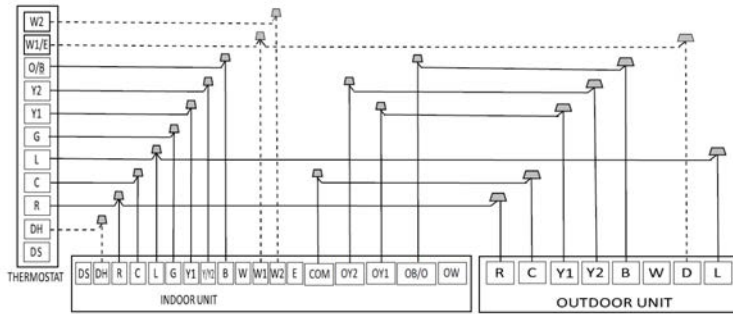 W2
W1/E
O/B
Y2
Y1
G
L
C
R
DH
DS
THERMOSTAT
DS DH R C L G Y1 Y/Y2 B W W1 W2 E COM OY2 OY1 OB/O OW
INDOOR UNIT
R C Y1 Y2 B W D L
OUTDOOR UNIT